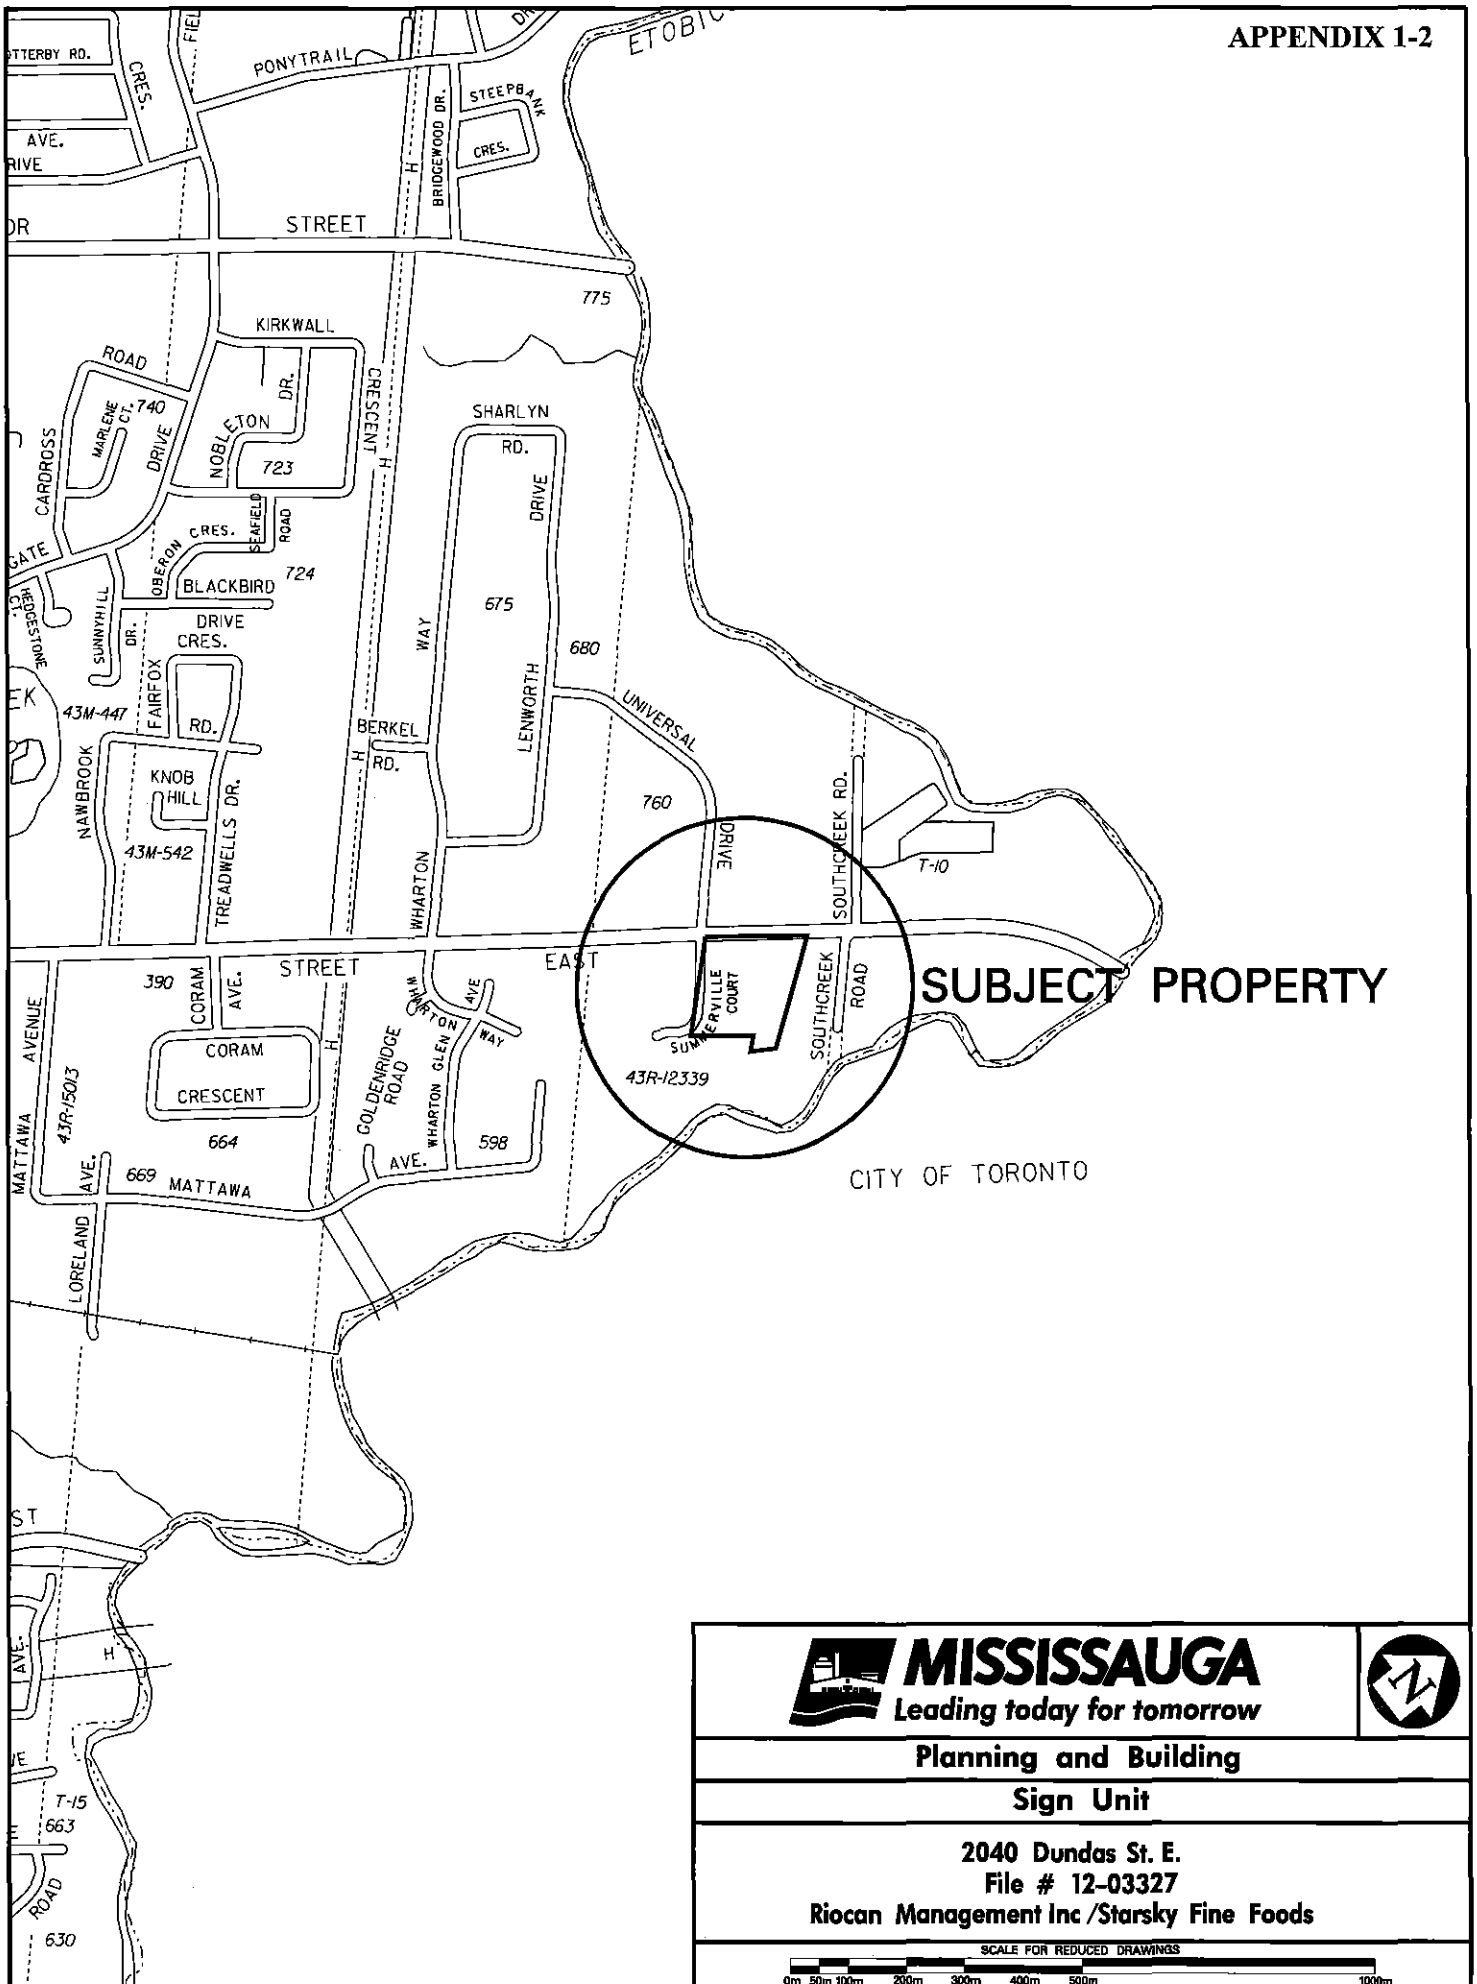 APPENDIX 1-2
ETOBIC
DR
FIEL
TTERBY RD.
CRES.
PONYTRAIL
BRIDGEWOOD DR.
STEEPBANK
CRES.
AVE.
RIVE
H
OR
STREET
775
KIRKWALL
ROAD
CRESCENT
MARLENE
CT.
740
DRIVE
NOBLETON
DR.
723
SHARLYN
RD.
H
CARDROSS
DRIVE
SEAFIELD
ROAD
OBERON
CRES.
GATE
724
BLACKBIRD
DRIVE
HEDGESTONE
CT.
SUNNYHILL
DR.
CRES.
675
WAY
680
LENWORTH
EK
43M-447
FAIRFOX
RD.
UNIVERSAL
BERKEL
RD.
H
NAWBROOK
KNOB
HILL
TREADWELLS DR.
43M-542
760
DRIVE
SOUTHCREEK RD.
T-10
WHARTON
STREET
EAST
390
CORAM
AVE.
SUBJECT PROPERTY
SUMMERVILLE
COURT
SOUTHCREEK
ROAD
WHARTON
WAY
AVE
WHARTON GLEN
GOLDENRIDGE
ROAD
MATTAWA AVENUE
43R-15013
CORAM
CRESCENT
H
43R-12339
664
598
AVE.
669
MATTAWA
LORELAND
AVE.
CITY OF TORONTO
ST
AVE.
H
VE
T-15
663
E
ROAD
630
MISSISSAUGA
Leading today for tomorrow
N
Planning and Building
Sign Unit
2040 Dundas St. E.
File # 12-03327
Riocan Management Inc /Starsky Fine Foods
SCALE FOR REDUCED DRAWINGS
0m 50m 100m 200m 300m 400m 500m 1000m